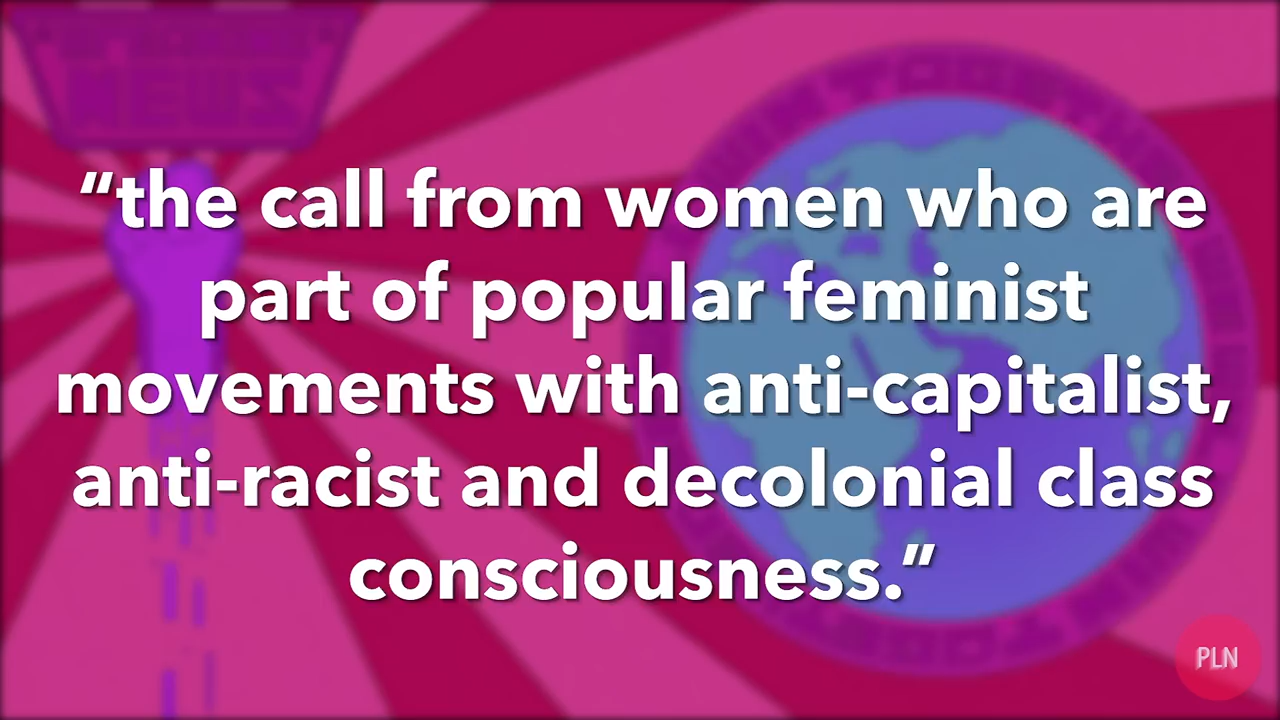 NEWS
“the call from women who are
part of popular feminist
movements with anti-capitalist,
anti-racist and decolonial class
consciousness.”
PLN